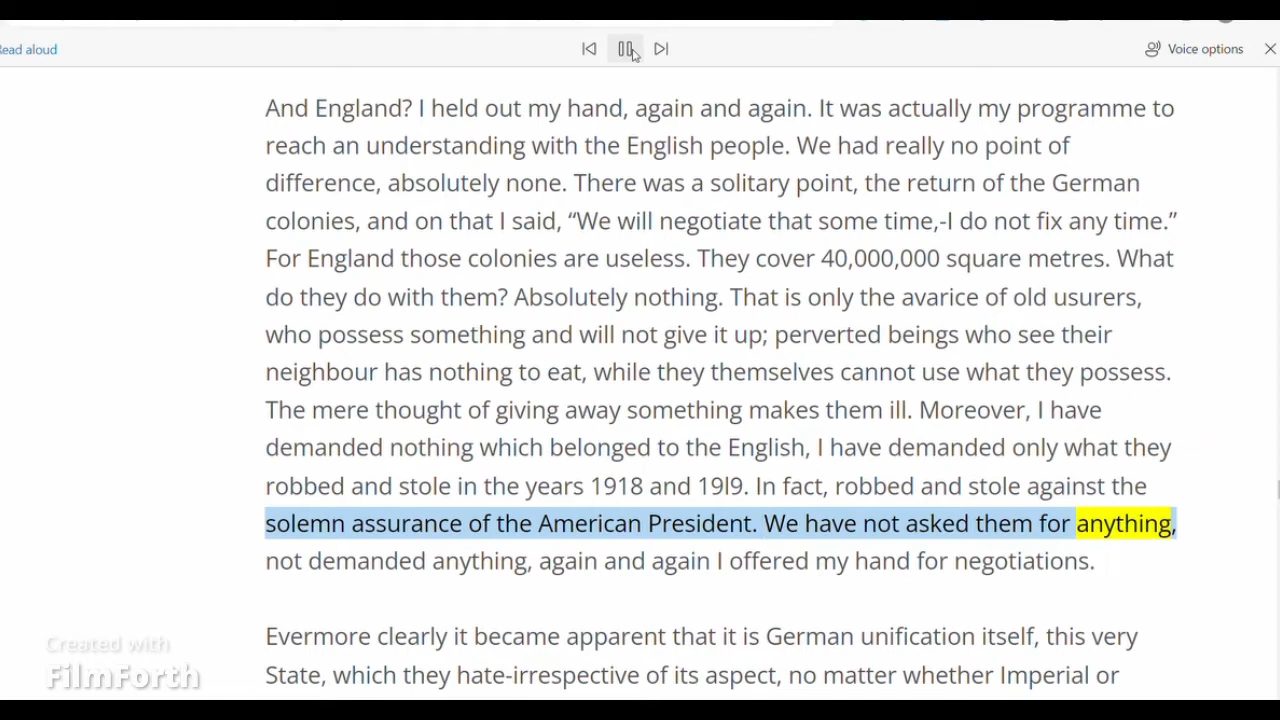 Read aloud
Voice options
And England? I held out my hand, again and again. It was actually my programme to
reach an understanding with the English people. We had really no point of
difference, absolutely none. There was a solitary point, the return of the German
colonies, and on that I said, “We will negotiate that some time,-I do not fix any time.”
For England those colonies are useless. They cover 40,000,000 square metres. What
do they do with them? Absolutely nothing. That is only the avarice of old usurers,
who possess something and will not give it up; perverted beings who see their
neighbour has nothing to eat, while they themselves cannot use what they possess.
The mere thought of giving away something makes them ill. Moreover, I have
demanded nothing which belonged to the English, I have demanded only what they
robbed and stole in the years 1918 and 19l9. In fact, robbed and stole against the
solemn assurance of the American President. We have not asked them for anything,
not demanded anything, again and again I offered my hand for negotiations.
Evermore clearly it became apparent that it is German unification itself, this very
State, which they hate-irrespective of its aspect, no matter whether Imperial or
Created with
FilmForth